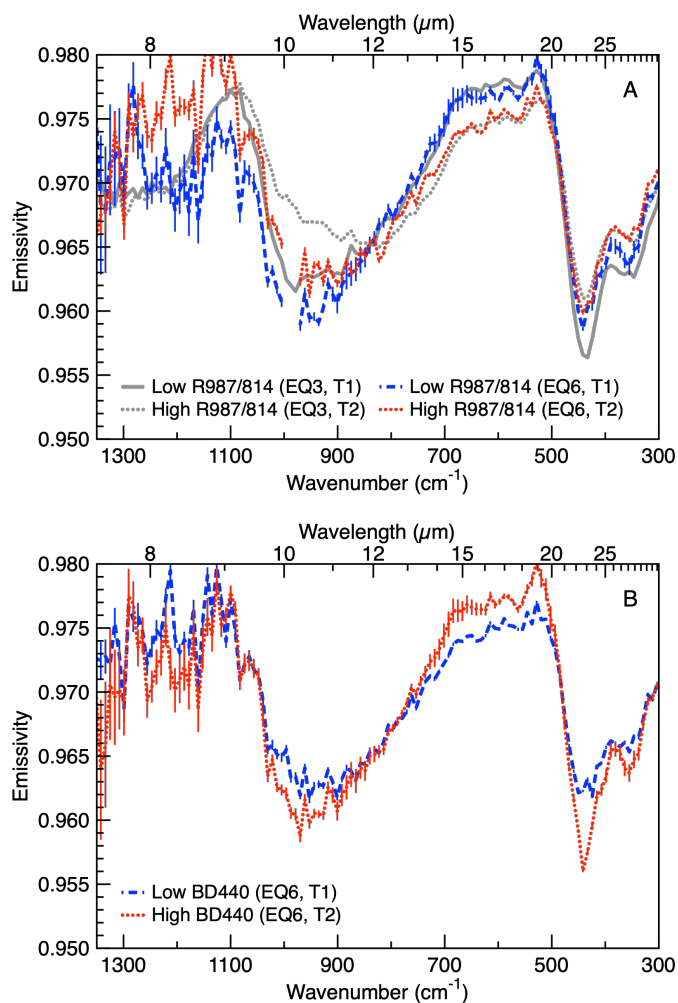 Wavelength (µm)
8 10 12 15 20 25
0.980
A
0.975
0.970
0.965
0.960
0.955
0.950
Emissivity
Low R987/814 (EQ3, T1)
High R987/814 (EQ3, T2)
Low R987/814 (EQ6, T1)
High R987/814 (EQ6, T2)
1300 1100 900 700 500 300
Wavenumber (cm⁻¹)
Wavelength (µm)
8 10 12 15 20 25
0.980
B
0.975
0.970
0.965
0.960
0.955
0.950
Emissivity
Low BD440 (EQ6, T1)
High BD440 (EQ6, T2)
1300 1100 900 700 500 300
Wavenumber (cm⁻¹)